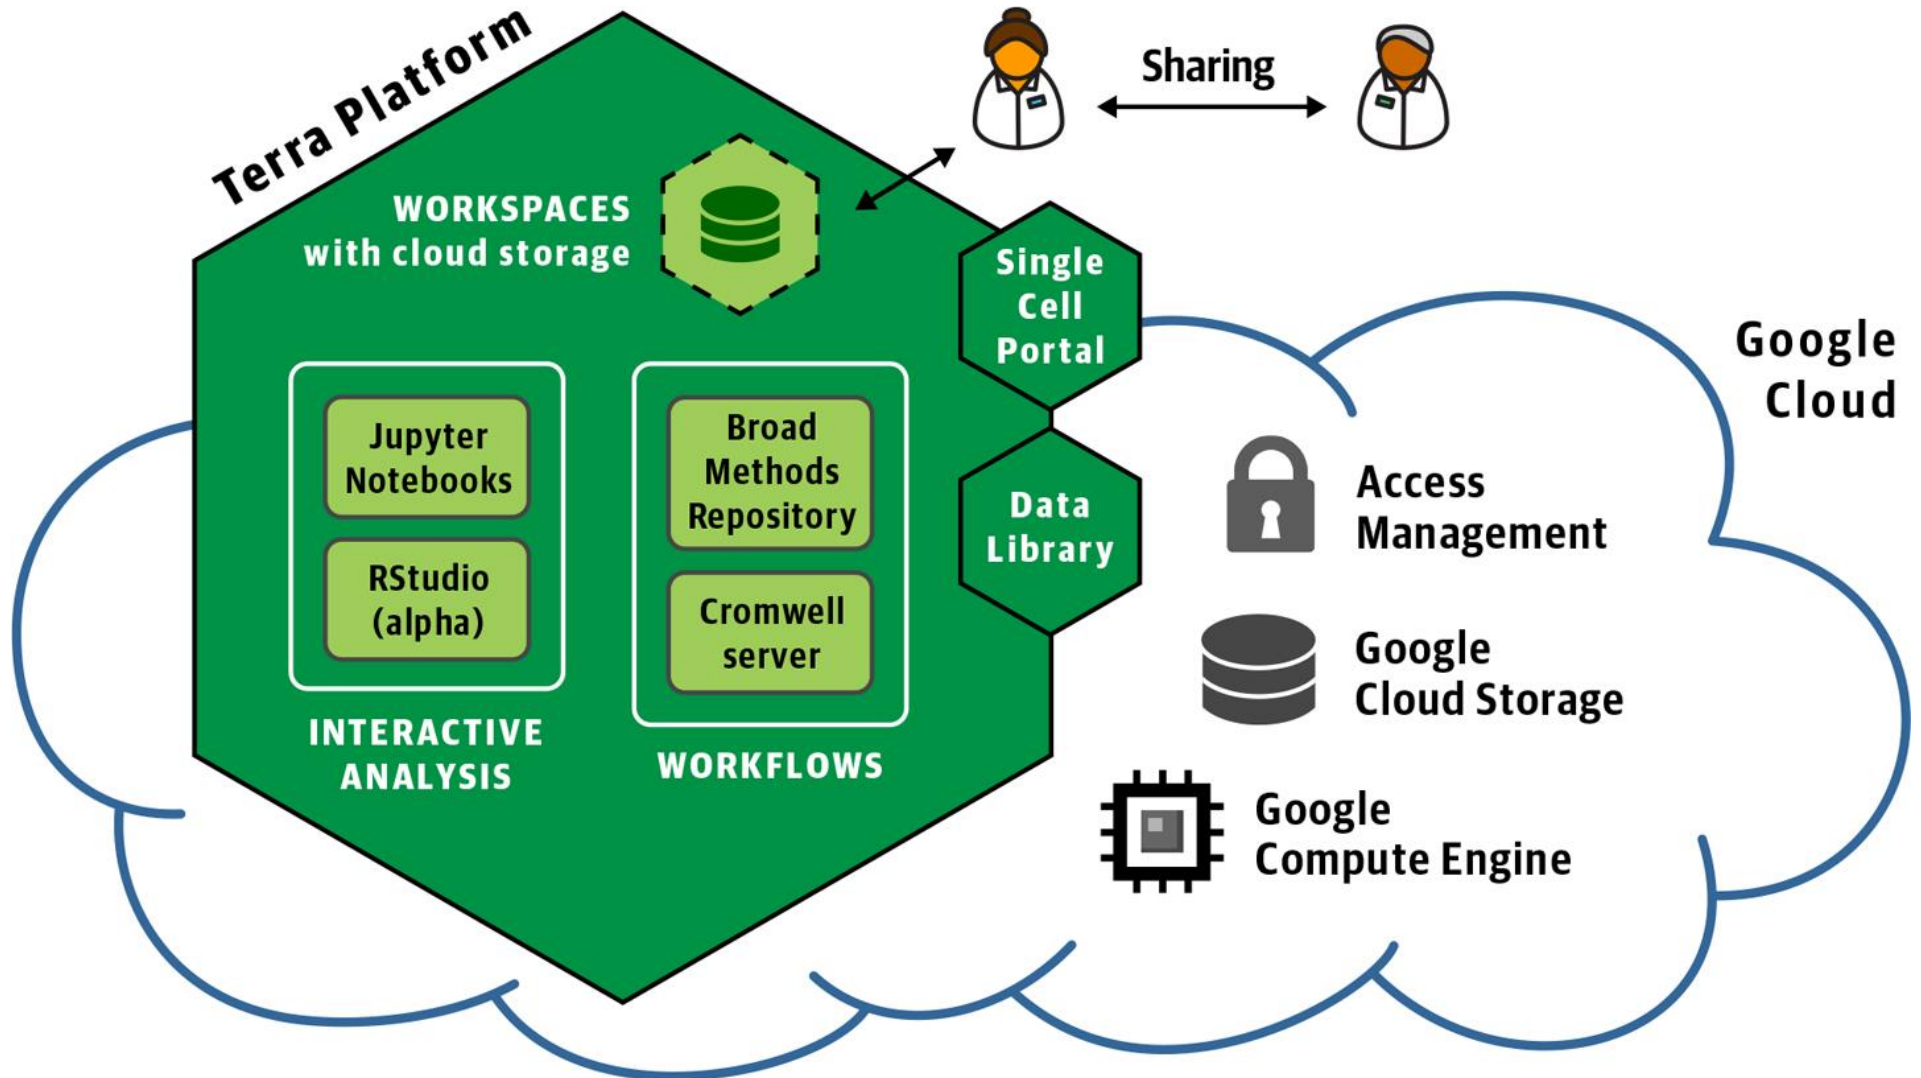 Terra Platform
Sharing
WORKSPACES
with cloud storage
Single
Cell
Portal
Google
Cloud
Jupyter
Notebooks
RStudio
(alpha)
INTERACTIVE
ANALYSIS
Broad
Methods
Repository
Cromwell
server
WORKFLOWS
Data
Library
Access
Management
Google
Cloud Storage
Google
Compute Engine